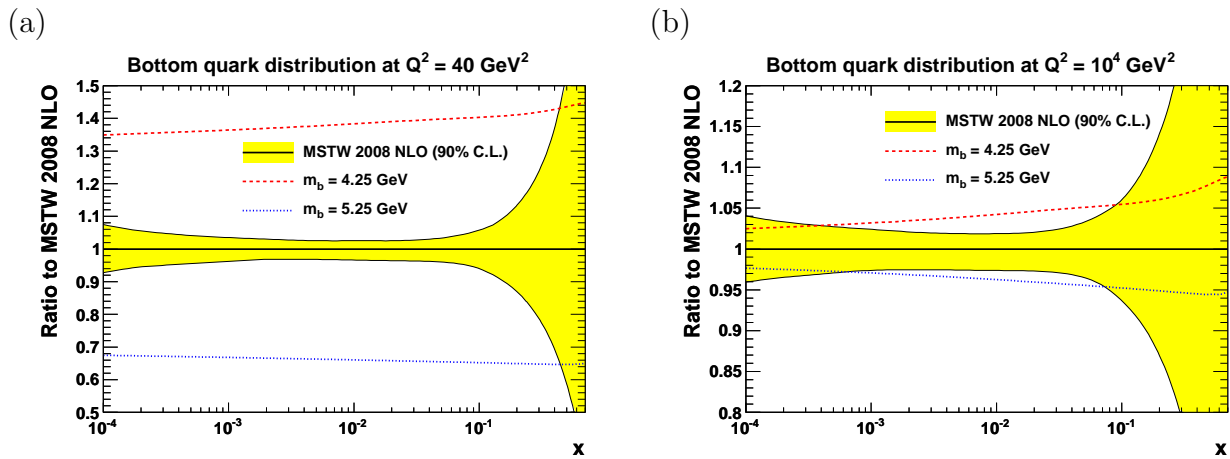 (a)
Bottom quark distribution at Q² = 40 GeV²
Ratio to MSTW 2008 NLO
1.5
1.4
1.3
1.2
1.1
1
0.9
0.8
0.7
0.6
0.5
MSTW 2008 NLO (90% C.L.)
m_b = 4.25 GeV
m_b = 5.25 GeV
10⁻⁴
10⁻³
10⁻²
10⁻¹
1
x
(b)
Bottom quark distribution at Q² = 10⁴ GeV²
Ratio to MSTW 2008 NLO
1.2
1.15
1.1
1.05
1
0.95
0.9
0.85
0.8
MSTW 2008 NLO (90% C.L.)
m_b = 4.25 GeV
m_b = 5.25 GeV
10⁻⁴
10⁻³
10⁻²
10⁻¹
1
x